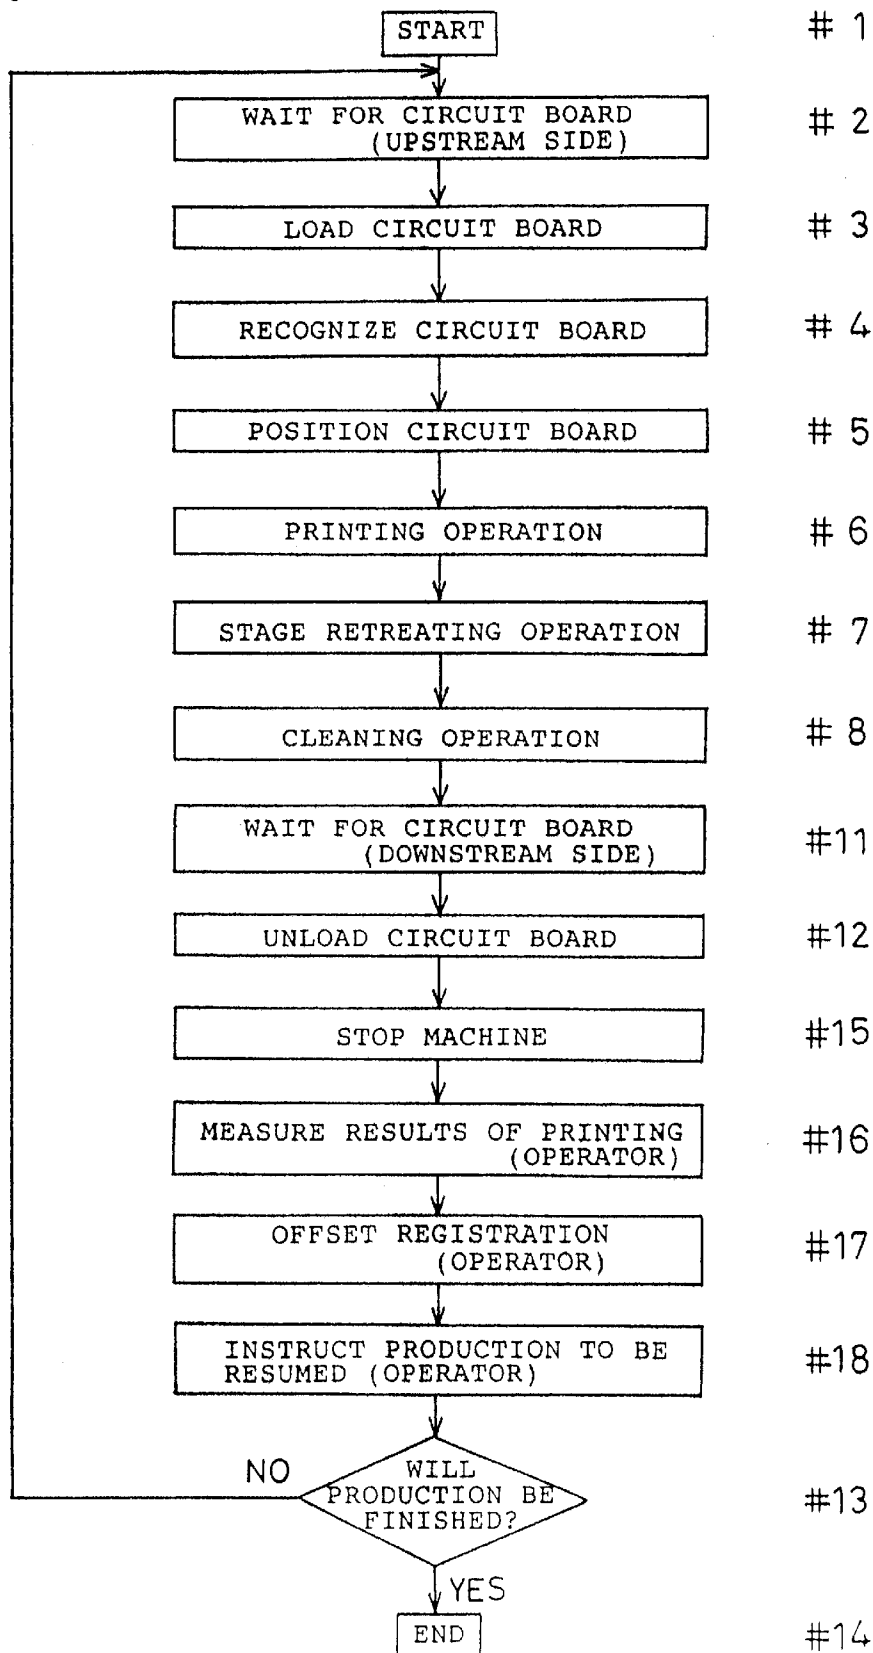 START
# 1
WAIT FOR CIRCUIT BOARD
(UPSTREAM SIDE)
# 2
LOAD CIRCUIT BOARD
# 3
RECOGNIZE CIRCUIT BOARD
# 4
POSITION CIRCUIT BOARD
# 5
PRINTING OPERATION
# 6
STAGE RETREATING OPERATION
# 7
CLEANING OPERATION
# 8
WAIT FOR CIRCUIT BOARD
(DOWNSTREAM SIDE)
#11
UNLOAD CIRCUIT BOARD
#12
STOP MACHINE
#15
MEASURE RESULTS OF PRINTING
(OPERATOR)
#16
OFFSET REGISTRATION
(OPERATOR)
#17
INSTRUCT PRODUCTION TO BE
RESUMED (OPERATOR)
#18
NO
WILL
PRODUCTION BE
FINISHED?
#13
YES
END
#14